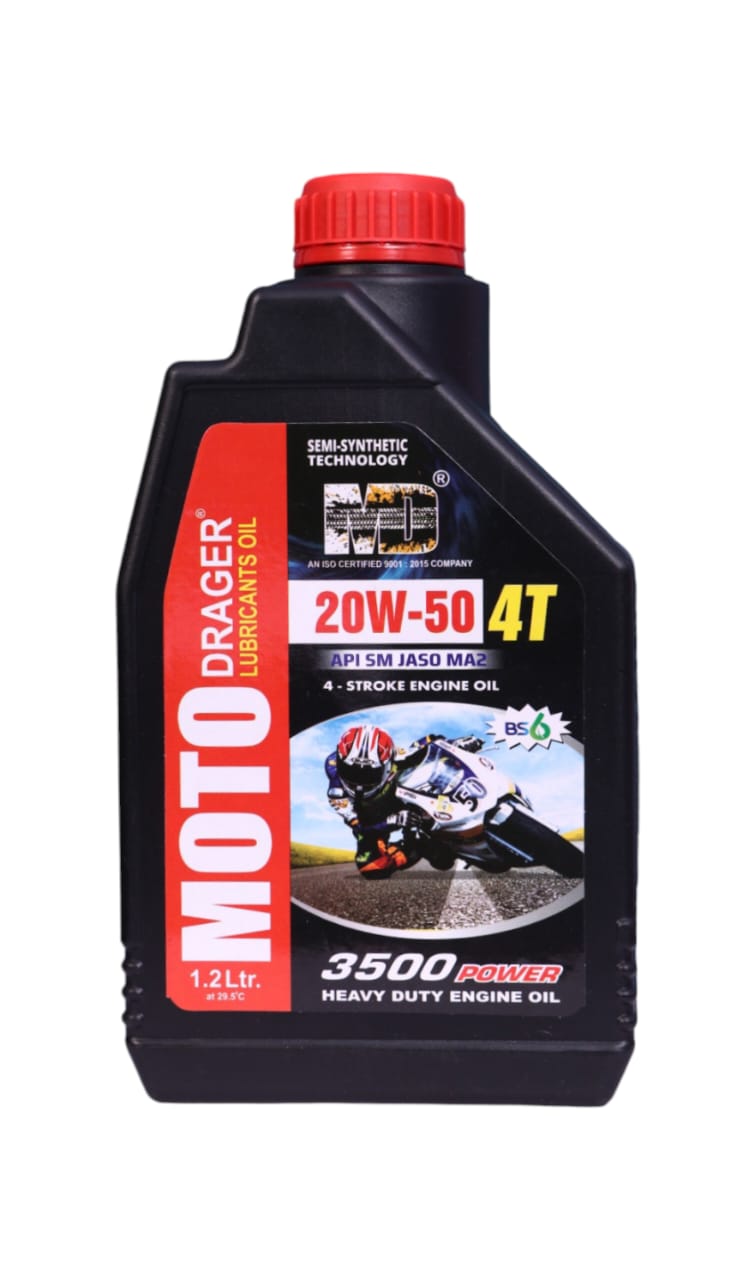 SEMI-SYNTHETIC
TECHNOLOGY
MD®
AN ISO CERTIFIED 9001 : 2015 COMPANY
20W-50 4T
API SM JASO MA2
4 - STROKE ENGINE OIL
BS6
50
3500 POWER
HEAVY DUTY ENGINE OIL
MOTO DRAGER®
LUBRICANTS OIL
1.2 Ltr.
at 29.5°C